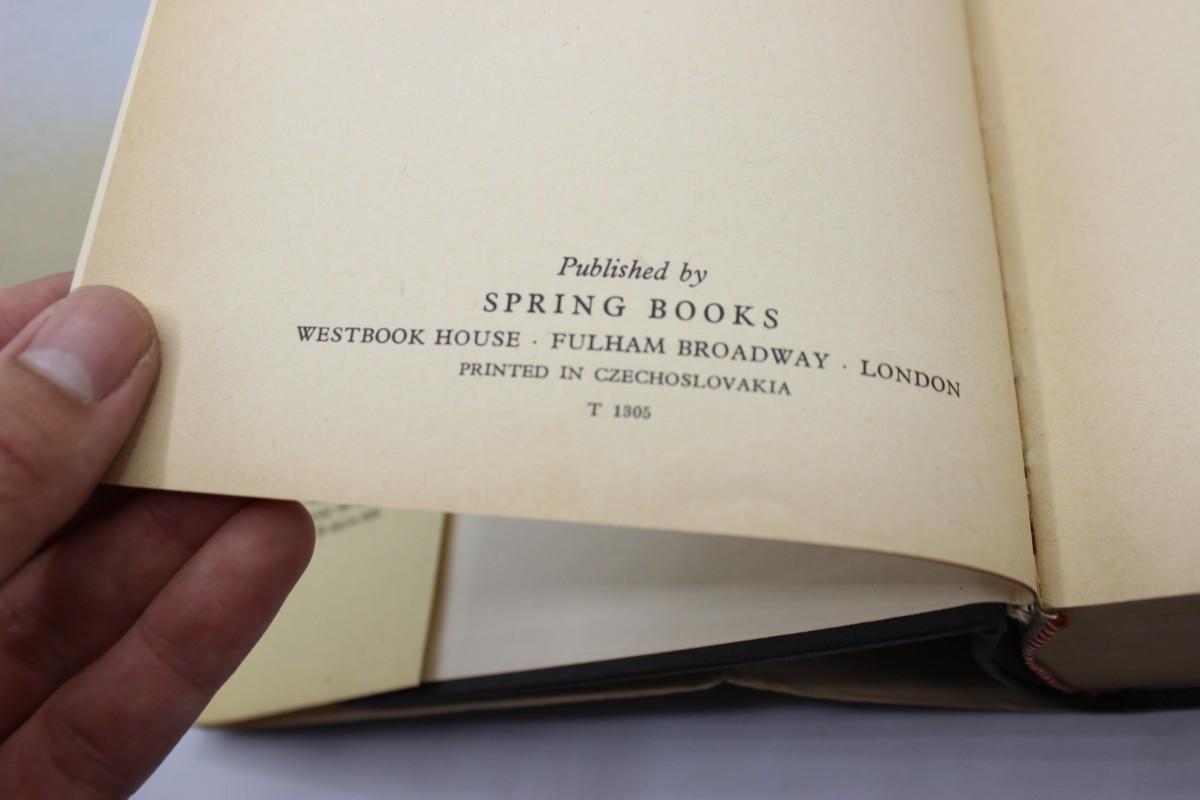 Published by
SPRING BOOKS
WESTBOOK HOUSE · FULHAM BROADWAY · LONDON
PRINTED IN CZECHOSLOVAKIA
T 1305